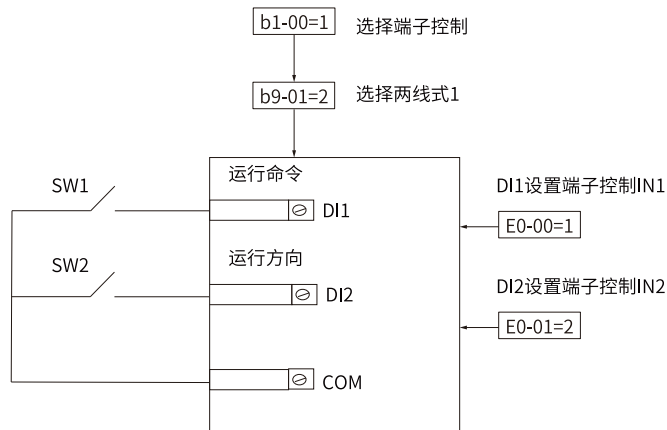 b1-00=1 选择端子控制
b9-01=2 选择两线式1
运行命令
SW1
DI1
DI1设置端子控制IN1
E0-00=1
运行方向
SW2
DI2
DI2设置端子控制IN2
E0-01=2
COM